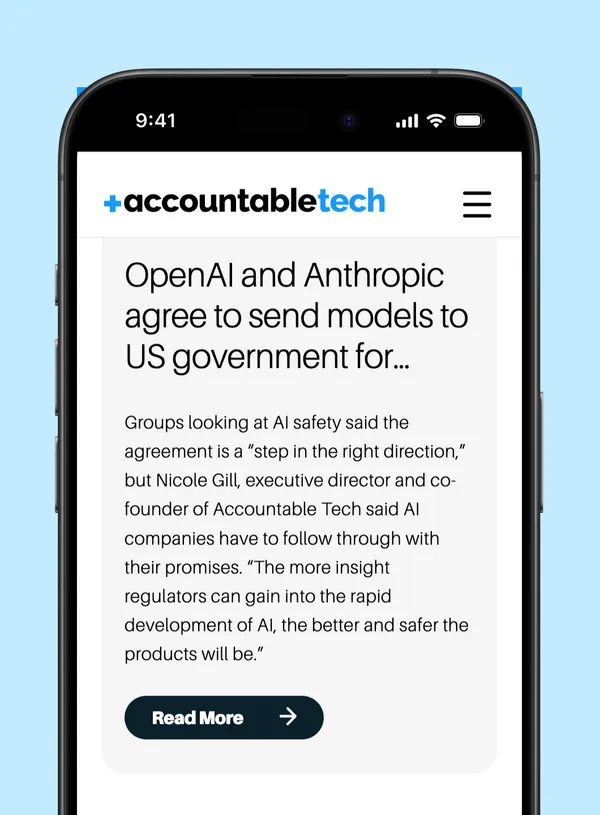 9:41
+accountabletech
OpenAI and Anthropic
agree to send models to
US government for...
Groups looking at AI safety said the
agreement is a “step in the right direction,”
but Nicole Gill, executive director and co-
founder of Accountable Tech said AI
companies have to follow through with
their promises. “The more insight
regulators can gain into the rapid
development of AI, the better and safer the
products will be.”
Read More